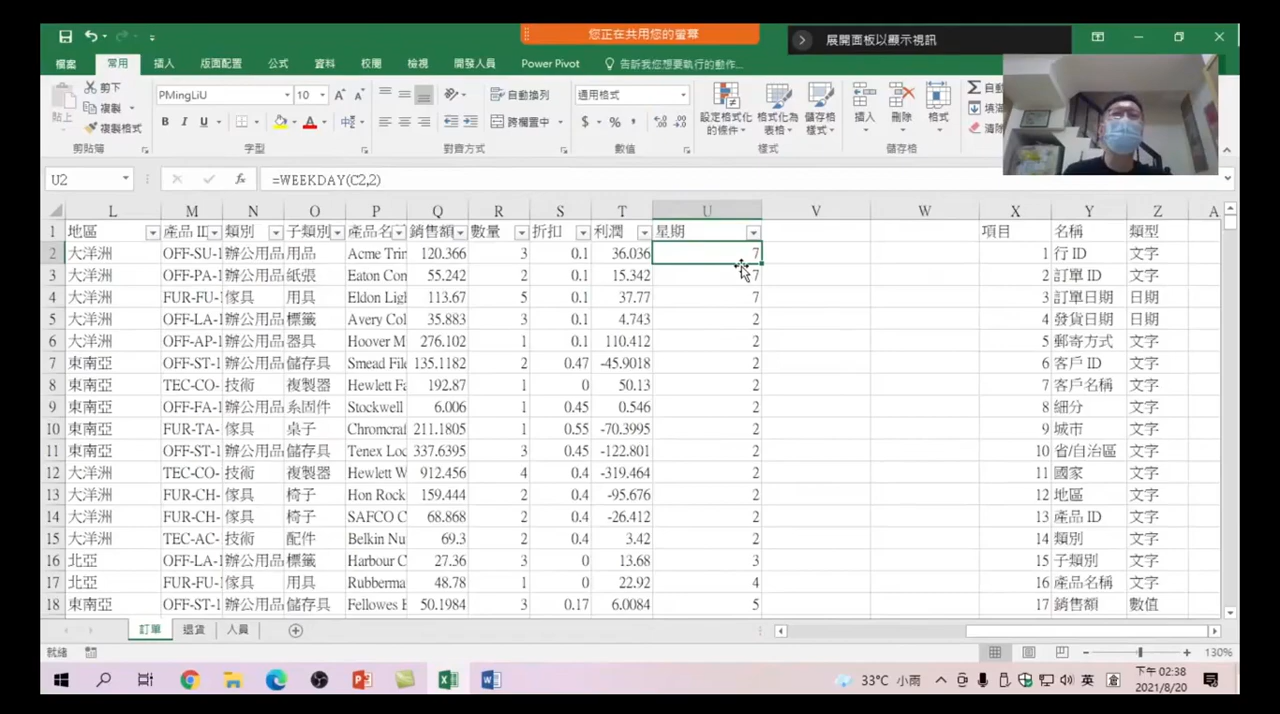 您正在共用您的螢幕
展開面板以顯示視訊
檔案 常用 插入 版面配置 公式 資料 校閱 檢視 開發人員 Power Pivot 告訴我您想要執行的動作...
貼上 剪下 複製 複製格式 剪貼簿
PMingLiU 10 B I U 中 字型
自動換列 跨欄置中 對齊方式
通用格式 $ % 數值
設定格式化的條件 格式化為表格 儲存格樣式 樣式
插入 刪除 格式 儲存格
Σ 自動 填滿 清除
U2 fx =WEEKDAY(C2,2)
L M N O P Q R S T U V W X Y Z A
1 地區 產品 II 類別 子類別 產品名 銷售額 數量 折扣 利潤 星期 項目 名稱 類型
2 大洋洲 OFF-SU-1 辦公用品 用品 Acme Trin 120.366 3 0.1 36.036 7 1 行 ID 文字
3 大洋洲 OFF-PA-1 辦公用品 紙張 Eaton Con 55.242 2 0.1 15.342 7 2 訂單 ID 文字
4 大洋洲 FUR-FU- 傢具 用具 Eldon Ligl 113.67 5 0.1 37.77 7 3 訂單日期 日期
5 大洋洲 OFF-LA-1 辦公用品 標籤 Avery Col 35.883 3 0.1 4.743 2 4 發貨日期 日期
6 大洋洲 OFF-AP-1 辦公用品 器具 Hoover M 276.102 1 0.1 110.412 2 5 郵寄方式 文字
7 東南亞 OFF-ST-1 辦公用品 儲存具 Smead File 135.1182 2 0.47 -45.9018 2 6 客戶 ID 文字
8 東南亞 TEC-CO- 技術 複製器 Hewlett Fa 192.87 1 0 50.13 2 7 客戶名稱 文字
9 東南亞 OFF-FA-1 辦公用品 系固件 Stockwell 6.006 1 0.45 0.546 2 8 細分 文字
10 東南亞 FUR-TA- 傢具 桌子 Chromcraft 211.1805 1 0.55 -70.3995 2 9 城市 文字
11 東南亞 OFF-ST-1 辦公用品 儲存具 Tenex Loc 337.6395 3 0.45 -122.801 2 10 省/自治區 文字
12 大洋洲 TEC-CO- 技術 複製器 Hewlett W 912.456 4 0.4 -319.464 2 11 國家 文字
13 大洋洲 FUR-CH- 傢具 椅子 Hon Rock 159.444 2 0.4 -95.676 2 12 地區 文字
14 大洋洲 FUR-CH- 傢具 椅子 SAFCO C 68.868 2 0.4 -26.412 2 13 產品 ID 文字
15 大洋洲 TEC-AC- 技術 配件 Belkin Nu 69.3 2 0.4 3.42 2 14 類別 文字
16 北亞 OFF-LA-1 辦公用品 標籤 Harbour C 27.36 3 0 13.68 3 15 子類別 文字
17 北亞 FUR-FU- 傢具 用具 Rubberma 48.78 1 0 22.92 4 16 產品名稱 文字
18 東南亞 OFF-ST-1 辦公用品 儲存具 Fellowes E 50.1984 3 0.17 6.0084 5 17 銷售額 數值
訂單 退貨 人員
就緒 130%
33°C 小雨 英 下午 02:38
2021/8/20